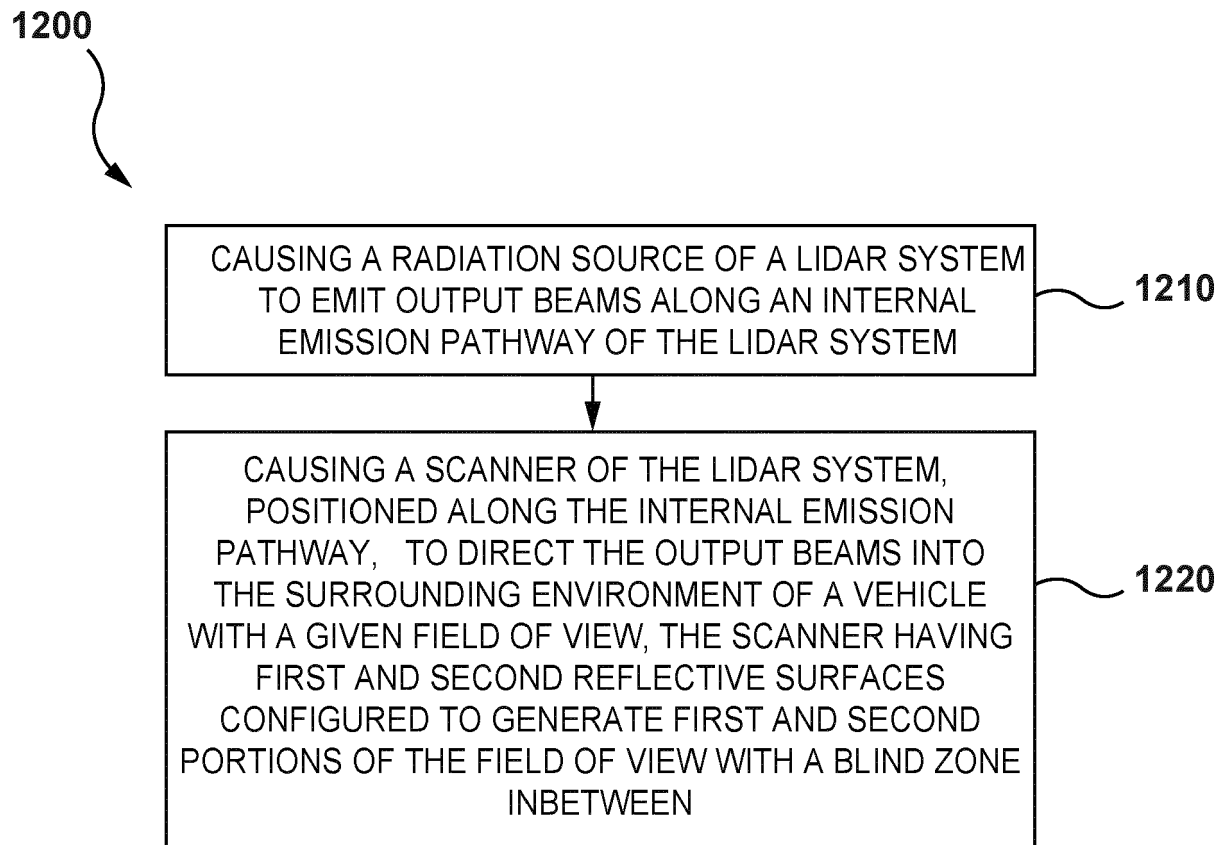 1200
CAUSING A RADIATION SOURCE OF A LIDAR SYSTEM
TO EMIT OUTPUT BEAMS ALONG AN INTERNAL
EMISSION PATHWAY OF THE LIDAR SYSTEM
1210
CAUSING A SCANNER OF THE LIDAR SYSTEM,
POSITIONED ALONG THE INTERNAL EMISSION
PATHWAY, TO DIRECT THE OUTPUT BEAMS INTO
THE SURROUNDING ENVIRONMENT OF A VEHICLE
WITH A GIVEN FIELD OF VIEW, THE SCANNER HAVING
FIRST AND SECOND REFLECTIVE SURFACES
CONFIGURED TO GENERATE FIRST AND SECOND
PORTIONS OF THE FIELD OF VIEW WITH A BLIND ZONE
INBETWEEN
1220